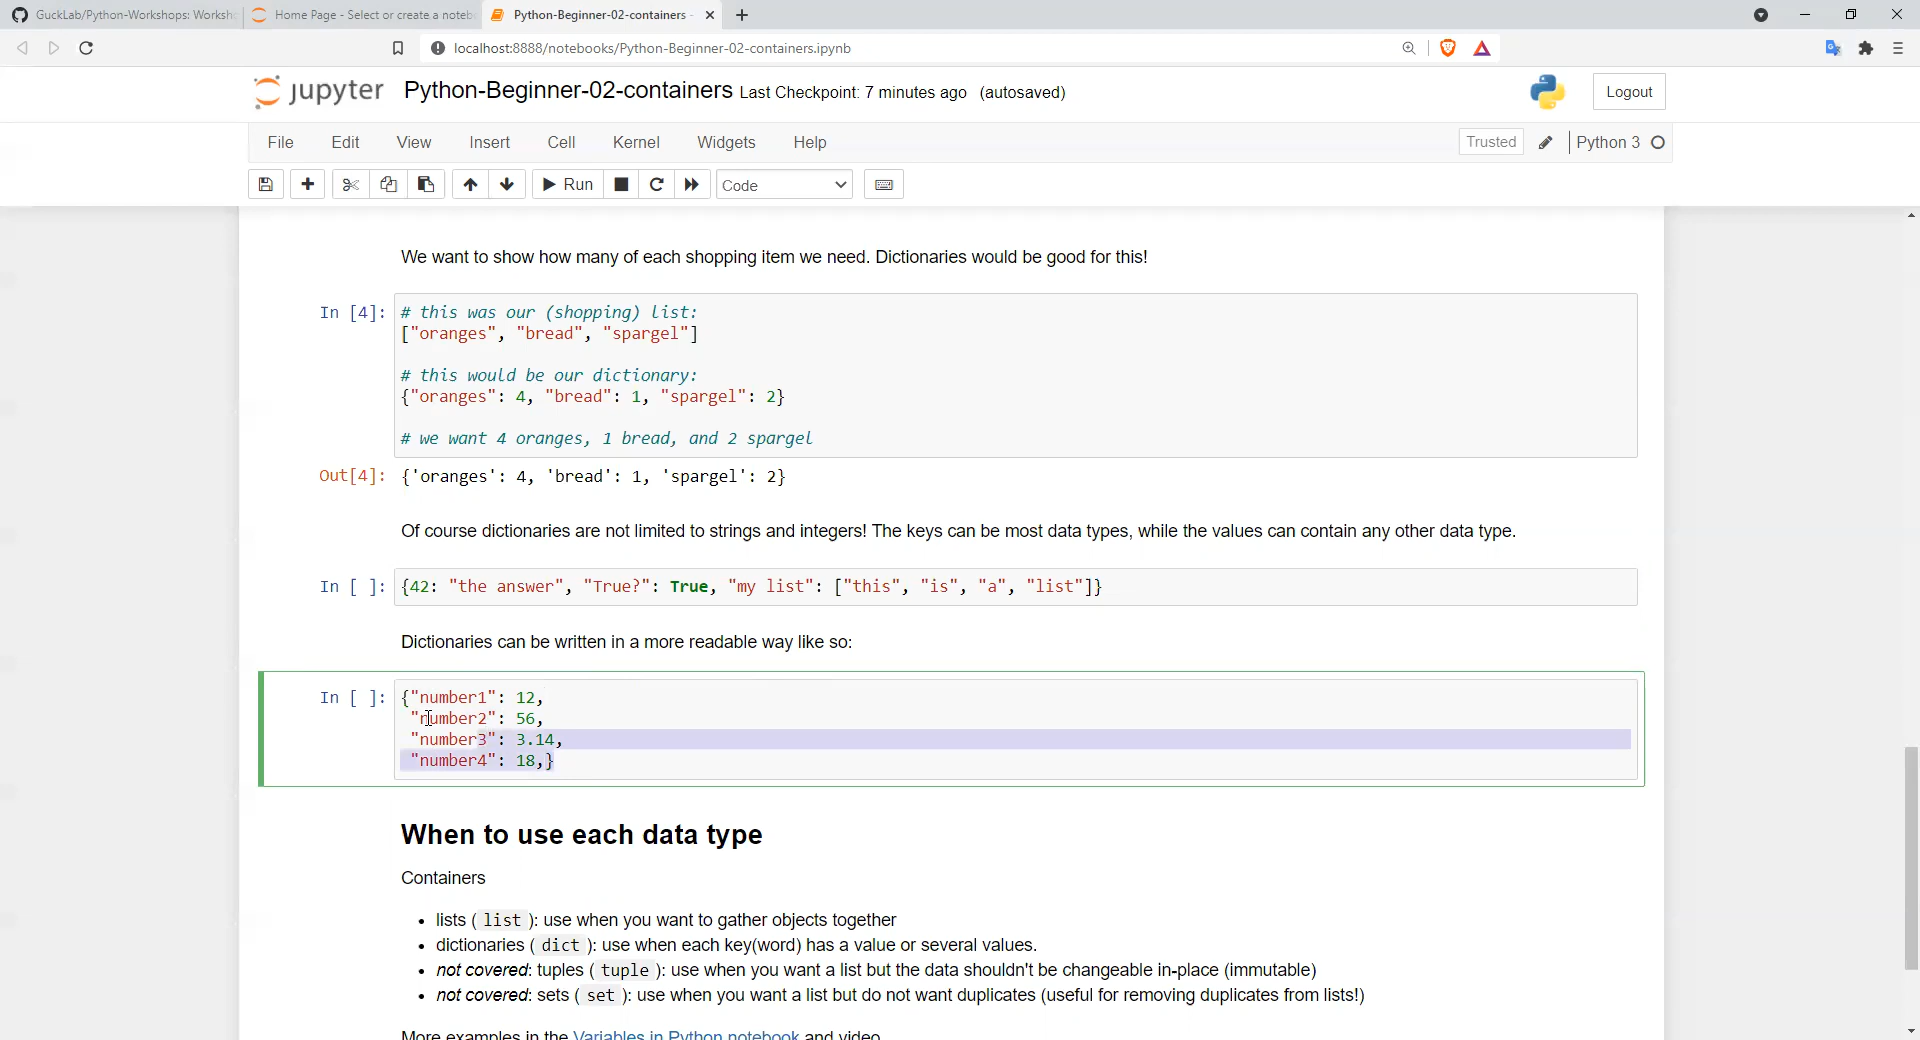 GuckLab/Python-Workshops: Worksh
Home Page - Select or create a noteb
Python-Beginner-02-containers -
localhost:8888/notebooks/Python-Beginner-02-containers.ipynb
jupyter Python-Beginner-02-containers Last Checkpoint: 7 minutes ago (autosaved)
Logout
File Edit View Insert Cell Kernel Widgets Help
Trusted Python 3
Run Code
We want to show how many of each shopping item we need. Dictionaries would be good for this!
In [4]: # this was our (shopping) list:
["oranges", "bread", "spargel"]
# this would be our dictionary:
{"oranges": 4, "bread": 1, "spargel": 2}
# we want 4 oranges, 1 bread, and 2 spargel
Out[4]: {'oranges': 4, 'bread': 1, 'spargel': 2}
Of course dictionaries are not limited to strings and integers! The keys can be most data types, while the values can contain any other data type.
In [ ]: {42: "the answer", "True?": True, "my list": ["this", "is", "a", "list"]}
Dictionaries can be written in a more readable way like so:
In [ ]: {"number1": 12,
"number2": 56,
"number3": 3.14,
"number4": 18,}
When to use each data type
Containers
• lists ( list ): use when you want to gather objects together
• dictionaries ( dict ): use when each key(word) has a value or several values.
• not covered: tuples ( tuple ): use when you want a list but the data shouldn't be changeable in-place (immutable)
• not covered: sets ( set ): use when you want a list but do not want duplicates (useful for removing duplicates from lists!)
More examples in the Variables in Python notebook and video